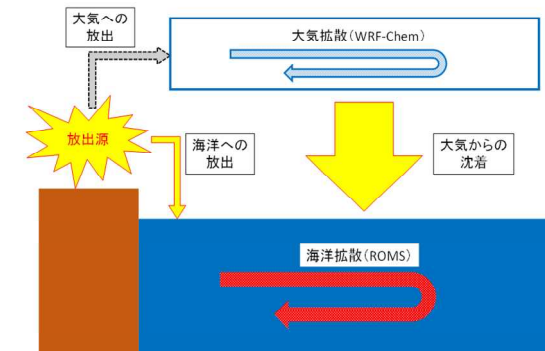 大気への
放出
大気拡散(WRF-Chem)
放出源
海洋への
放出
大気からの
沈着
海洋拡散(ROMS)